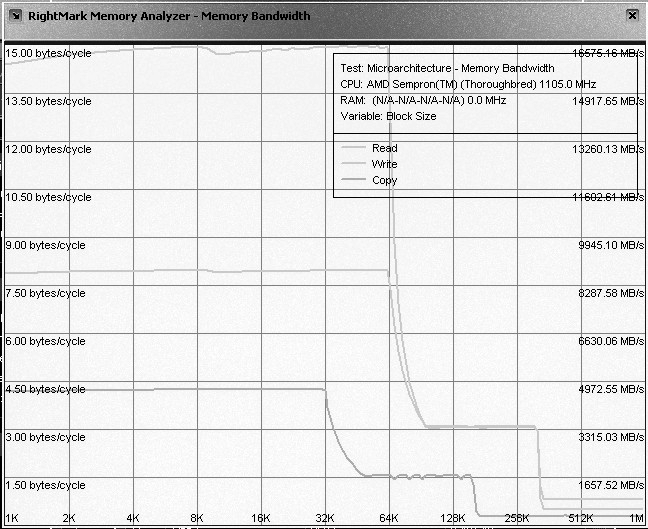 RightMark Memory Analyzer - Memory Bandwidth
15.00 bytes/cycle 16575.16 MB/s
Test: Microarchitecture - Memory Bandwidth
CPU: AMD Sempron(TM) (Thoroughbred) 1105.0 MHz
13.50 bytes/cycle 14917.65 MB/s
RAM: (N/A-N/A-N/A-N/A) 0.0 MHz
Variable: Block Size
12.00 bytes/cycle 13260.13 MB/s
Read
Write
Copy
10.50 bytes/cycle 11602.61 MB/s
9.00 bytes/cycle 9945.10 MB/s
7.50 bytes/cycle 8287.58 MB/s
6.00 bytes/cycle 6630.06 MB/s
4.50 bytes/cycle 4972.55 MB/s
3.00 bytes/cycle 3315.03 MB/s
1.50 bytes/cycle 1657.52 MB/s
1K 2K 4K 8K 16K 32K 64K 128K 256K 512K 1M